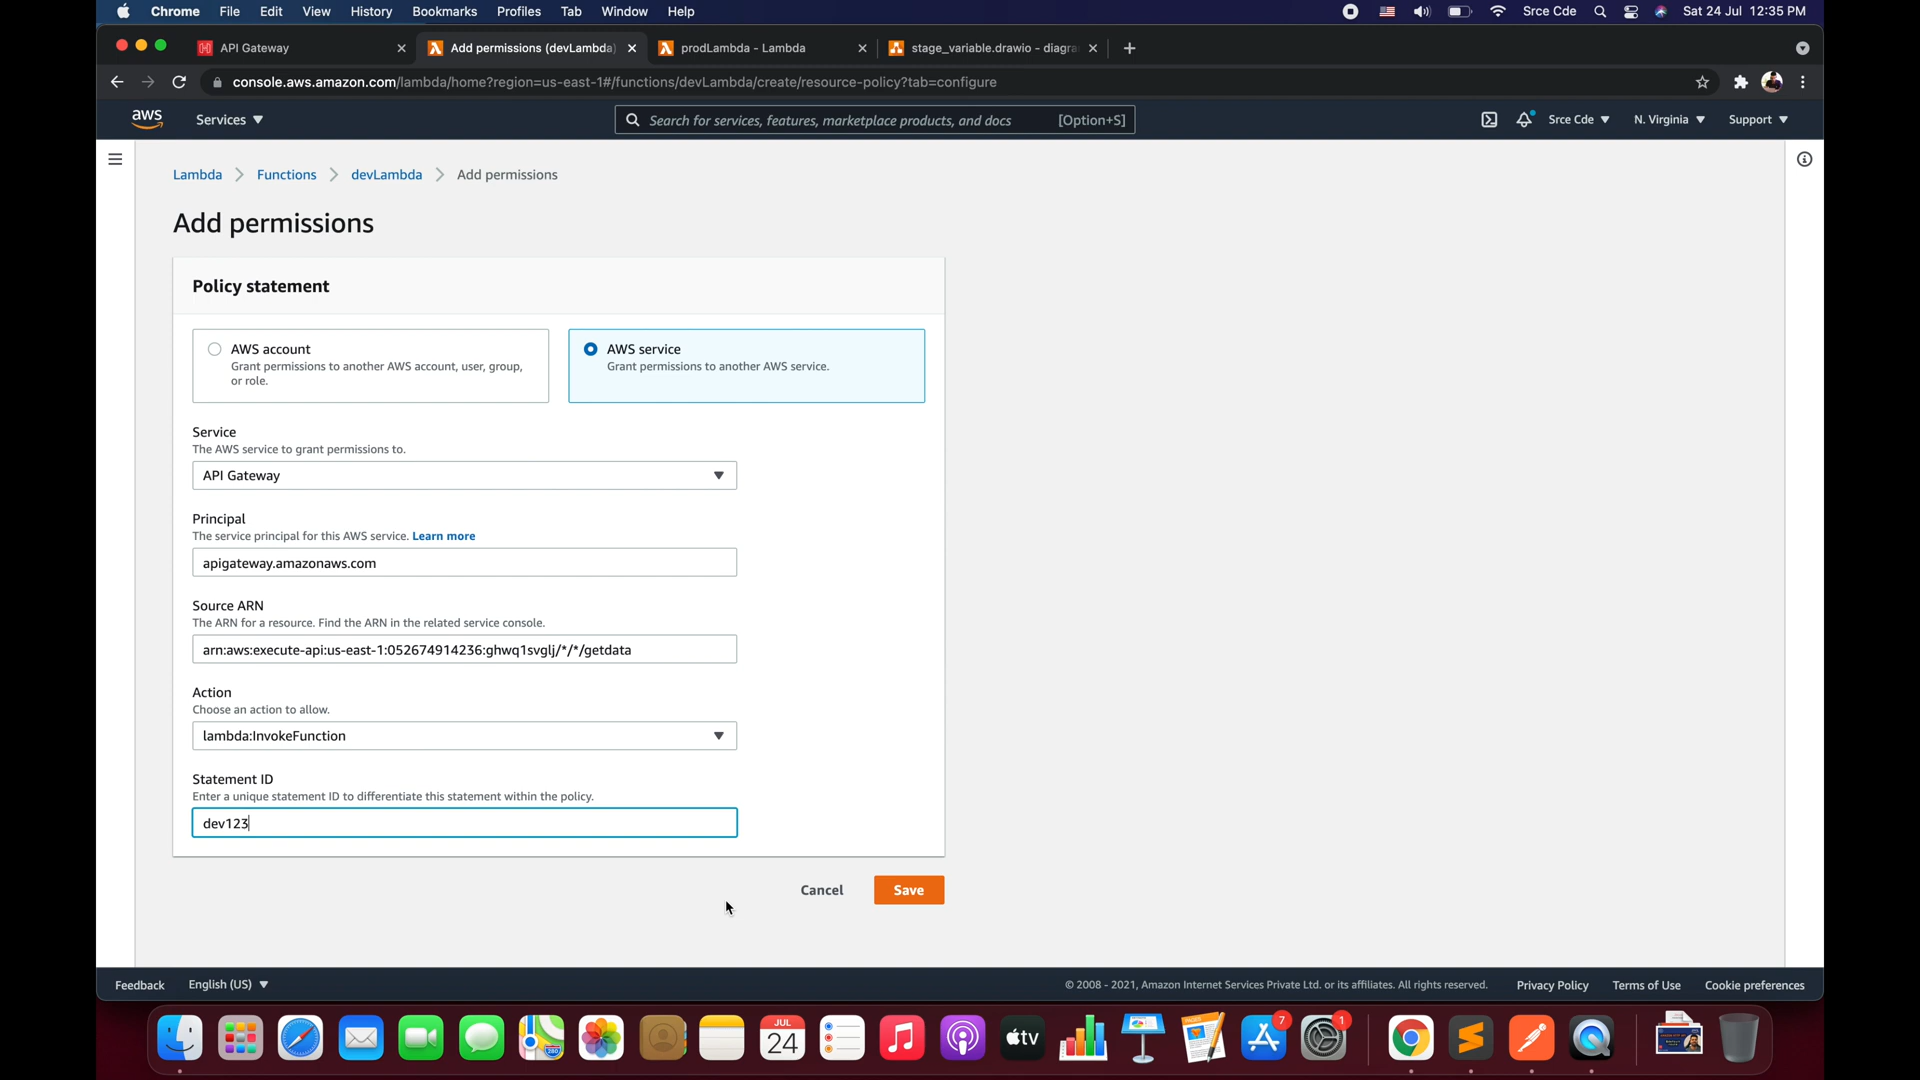 Chrome File Edit View History Bookmarks Profiles Tab Window Help Srce Cde Sat 24 Jul 12:35 PM
API Gateway Add permissions (devLambda) prodLambda - Lambda stage_variable.drawio - diagra
console.aws.amazon.com/lambda/home?region=us-east-1#/functions/devLambda/create/resource-policy?tab=configure
aws Services Search for services, features, marketplace products, and docs [Option+S] Srce Cde N. Virginia Support
Lambda Functions devLambda Add permissions
Add permissions
Policy statement
AWS account
Grant permissions to another AWS account, user, group,
or role.
AWS service
Grant permissions to another AWS service.
Service
The AWS service to grant permissions to.
API Gateway
Principal
The service principal for this AWS service. Learn more
apigateway.amazonaws.com
Source ARN
The ARN for a resource. Find the ARN in the related service console.
arn:aws:execute-api:us-east-1:052674914236:ghwq1svglj/*/*/getdata
Action
Choose an action to allow.
lambda:InvokeFunction
Statement ID
Enter a unique statement ID to differentiate this statement within the policy.
dev123
Cancel Save
Feedback English (US) © 2008 - 2021, Amazon Internet Services Private Ltd. or its affiliates. All rights reserved. Privacy Policy Terms of Use Cookie preferences
JUL
24
280
tv
7
1